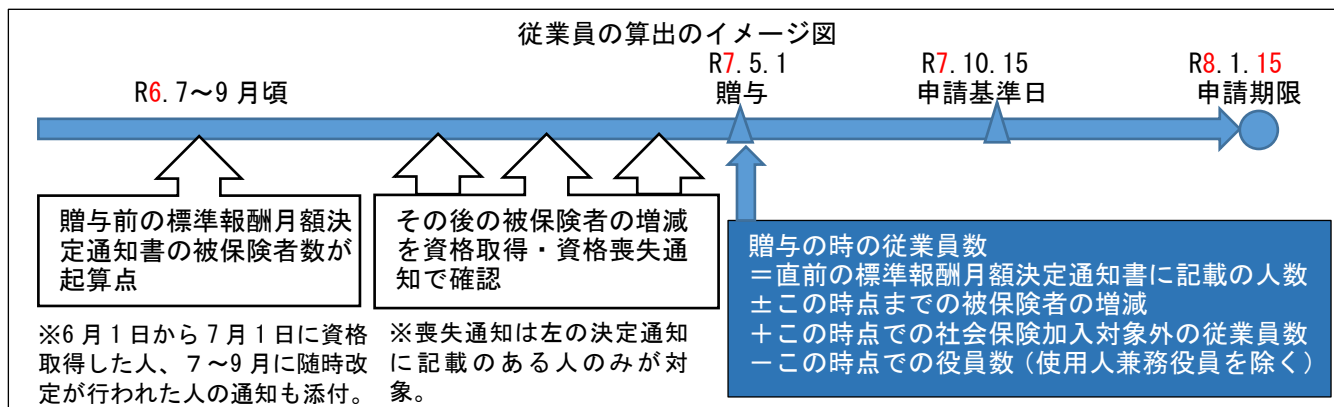 従業員の算出のイメージ図
R6.7～9月頃
R7.5.1
贈与
R7.10.15
申請基準日
R8.1.15
申請期限
贈与前の標準報酬月額決
定通知書の被保険者数が
起算点
※6月1日から7月1日に資格
取得した人、7～9月に随時改
定が行われた人の通知も添付。
その後の被保険者の増減
を資格取得・資格喪失通
知で確認
※喪失通知は左の決定通知
に記載のある人のみが対
象。
贈与の時の従業員数
＝直前の標準報酬月額決定通知書に記載の人数
±この時点までの被保険者の増減
＋この時点での社会保険加入対象外の従業員数
－この時点での役員数（使用人兼務役員を除く）